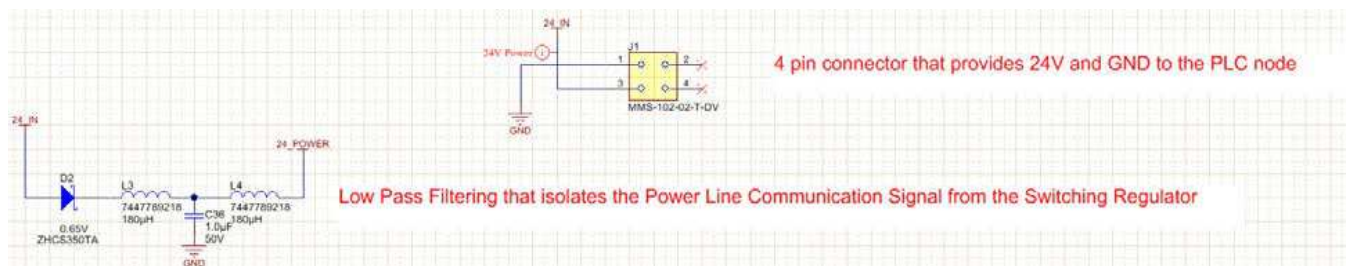 24_IN
24V Power i
J1
1 2
3 4
MMS-102-02-T-DV
GND
4 pin connector that provides 24V and GND to the PLC node
24_IN
24_POWER
D2
0.65V
ZHCS350TA
L3
7447789218
180µH
L4
7447789218
180µH
C36
1.0µF
50V
GND
Low Pass Filtering that isolates the Power Line Communication Signal from the Switching Regulator